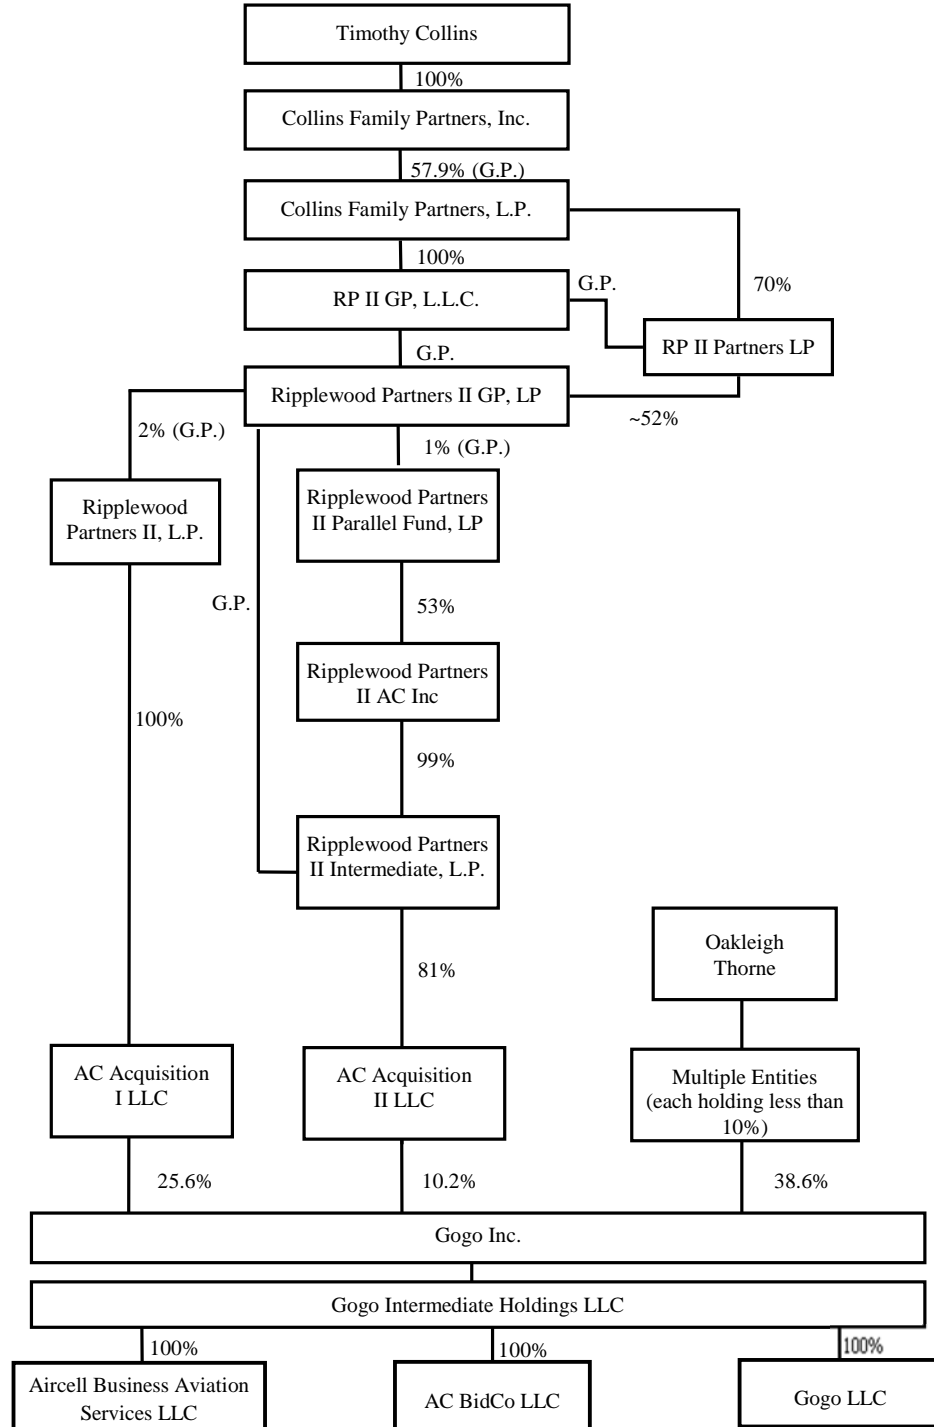 Timothy Collins
100%
Collins Family Partners, Inc.
57.9% (G.P.)
Collins Family Partners, L.P.
100%
G.P.
70%
RP II GP, L.L.C.
RP II Partners LP
G.P.
Ripplewood Partners II GP, LP
~52%
2% (G.P.)
1% (G.P.)
Ripplewood
Partners II, L.P.
Ripplewood Partners
II Parallel Fund, LP
G.P.
53%
Ripplewood Partners
II AC Inc
100%
99%
Ripplewood Partners
II Intermediate, L.P.
Oakleigh
Thorne
81%
AC Acquisition
I LLC
AC Acquisition
II LLC
Multiple Entities
(each holding less than
10%)
25.6%
10.2%
38.6%
Gogo Inc.
Gogo Intermediate Holdings LLC
100%
100%
100%
Aircell Business Aviation
Services LLC
AC BidCo LLC
Gogo LLC